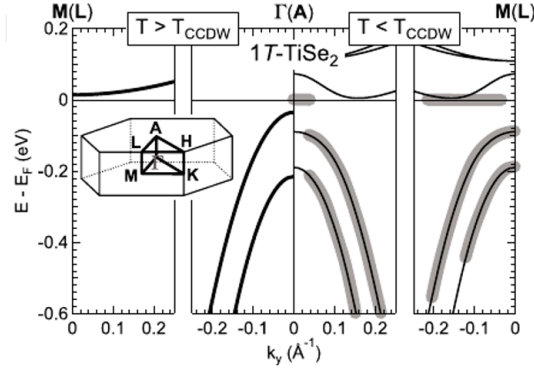 M(L) Γ(A) M(L)
T > T_CCDW T < T_CCDW
1T-TiSe₂
0.2
0
-0.2
-0.4
-0.6
E - E_F (eV)
A
L H
Γ
M K
0 0.1 0.2 -0.2 -0.1 0 0.1 0.2 -0.2 -0.1 0
k_y (Å⁻¹)